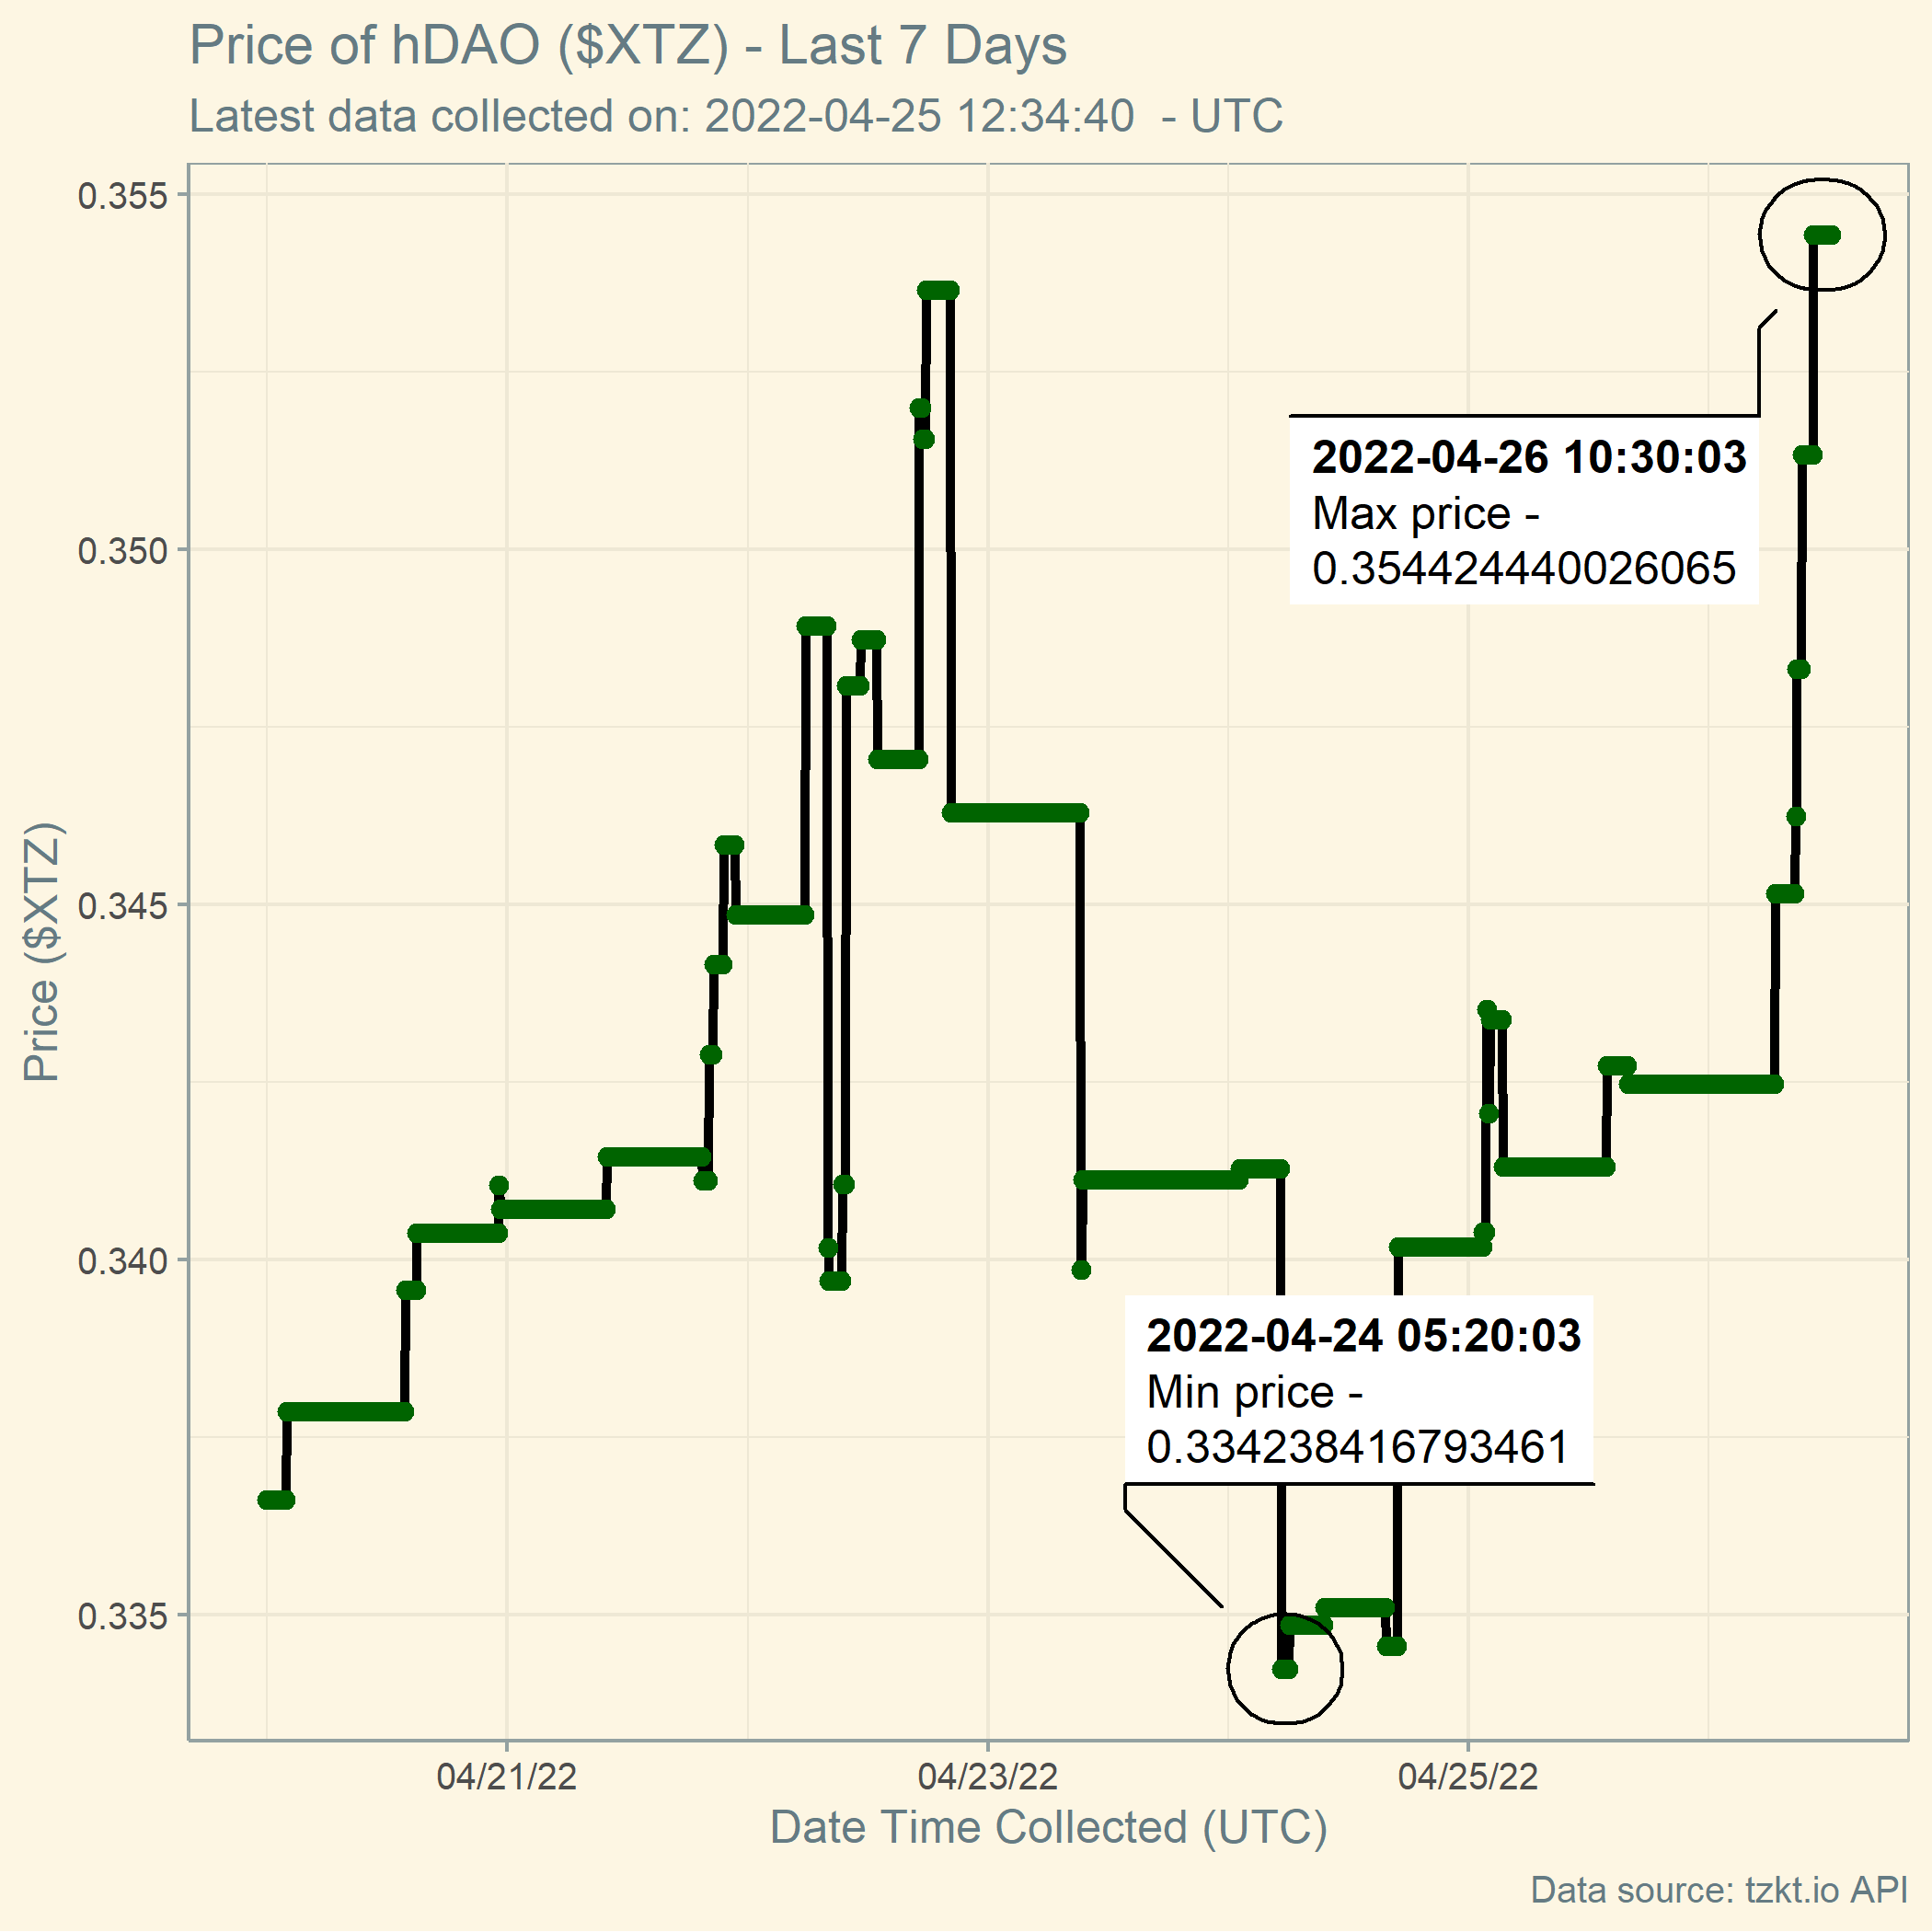 Price of hDAO ($XTZ) - Last 7 Days
Latest data collected on: 2022-04-25 12:34:40  - UTC
0.355
0.350
0.345
0.340
0.335
Price ($XTZ)
2022-04-26 10:30:03
Max price -
0.354424440026065
2022-04-24 05:20:03
Min price -
0.334238416793461
04/21/22
04/23/22
04/25/22
Date Time Collected (UTC)
Data source: tzkt.io API